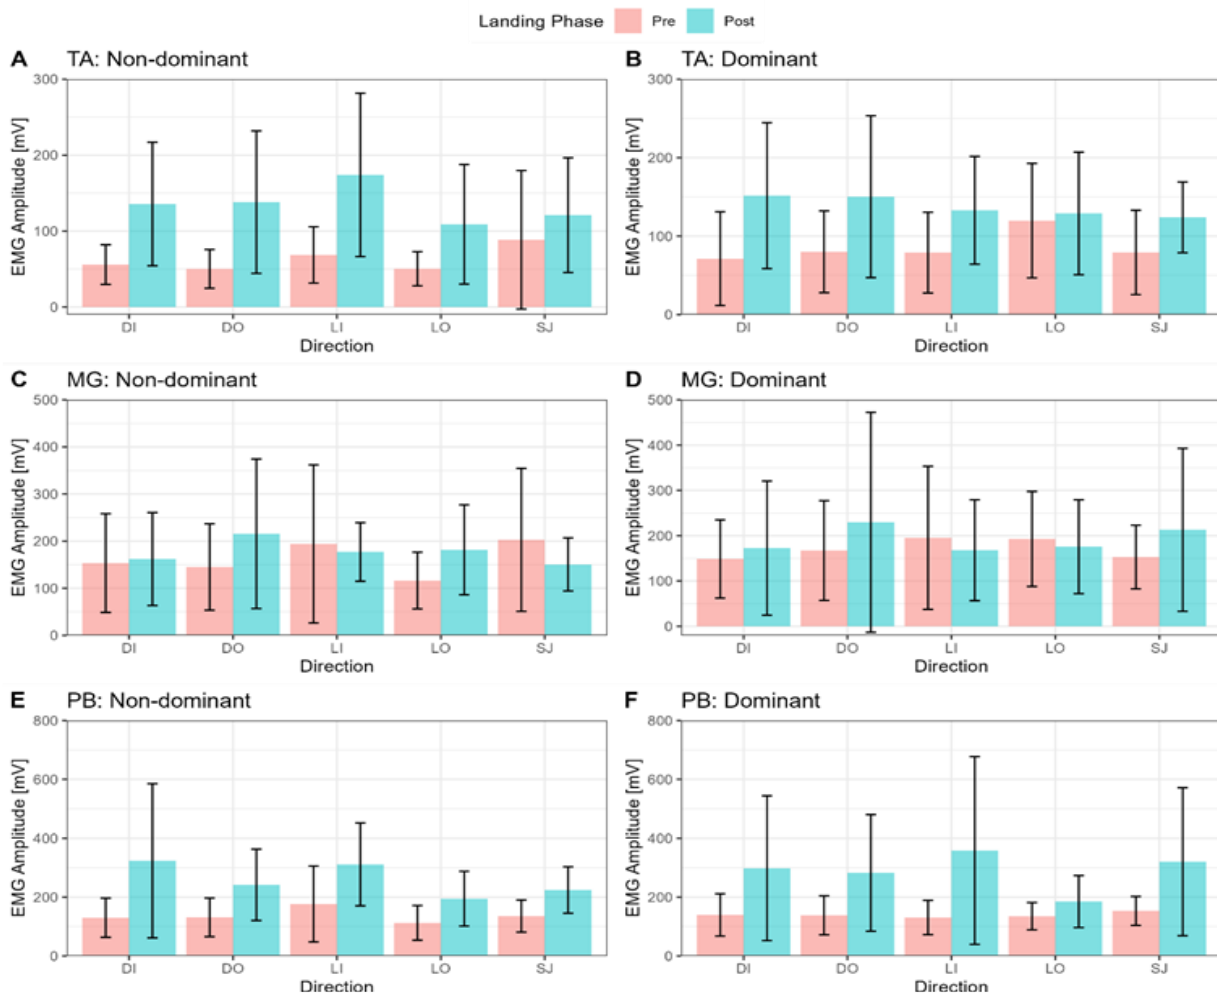 Landing Phase Pre Post
A TA: Non-dominant
EMG Amplitude [mV]
300
200
100
0
DI DO LI LO SJ
Direction
B TA: Dominant
EMG Amplitude [mV]
300
200
100
0
DI DO LI LO SJ
Direction
C MG: Non-dominant
EMG Amplitude [mV]
500
400
300
200
100
0
DI DO LI LO SJ
Direction
D MG: Dominant
EMG Amplitude [mV]
500
400
300
200
100
0
DI DO LI LO SJ
Direction
E PB: Non-dominant
EMG Amplitude [mV]
800
600
400
200
0
DI DO LI LO SJ
Direction
F PB: Dominant
EMG Amplitude [mV]
800
600
400
200
0
DI DO LI LO SJ
Direction